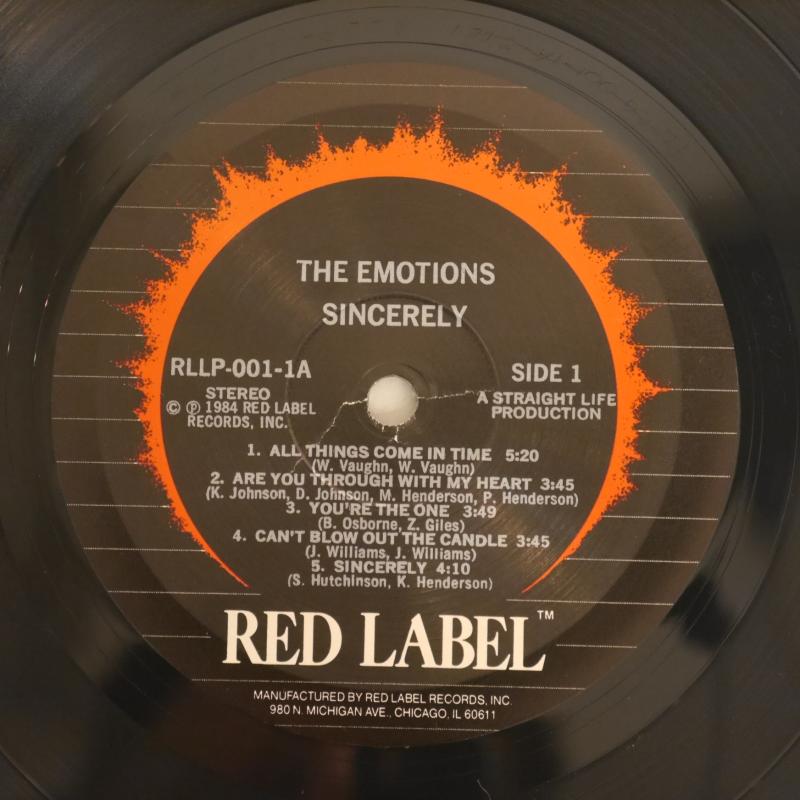 THE EMOTIONS
SINCERELY
RLLP-001-1A
SIDE 1
STEREO
© ℗ 1984 RED LABEL
RECORDS, INC.
A STRAIGHT LIFE
PRODUCTION
1. ALL THINGS COME IN TIME 5:20
(W. Vaughn, W. Vaughn)
2. ARE YOU THROUGH WITH MY HEART 3:45
(K. Johnson, D. Johnson, M. Henderson, P. Henderson)
3. YOU'RE THE ONE 3:49
(B. Osborne, Z. Giles)
4. CAN'T BLOW OUT THE CANDLE 3:45
(J. Williams, J. Williams)
5. SINCERELY 4:10
(S. Hutchinson, K. Henderson)
RED LABEL™
MANUFACTURED BY RED LABEL RECORDS, INC.
980 N. MICHIGAN AVE., CHICAGO, IL 60611